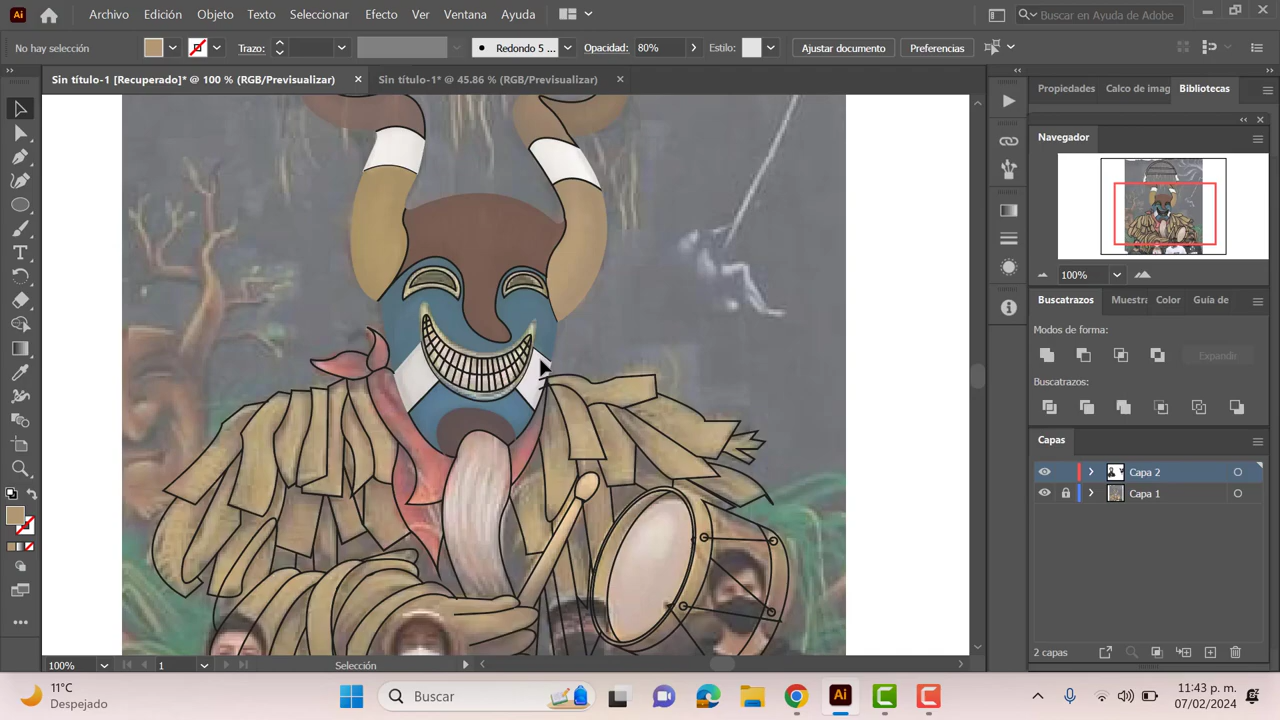 Ai Archivo Edición Objeto Texto Seleccionar Efecto Ver Ventana Ayuda Buscar en Ayuda de Adobe
No hay selección Trazo: Redondo 5 ... Opacidad: 80% Estilo: Ajustar documento Preferencias
Sin título-1 [Recuperado]* @ 100 % (RGB/Previsualizar) Sin título-1* @ 45.86 % (RGB/Previsualizar)
Propiedades Calco de imag Bibliotecas
Navegador
100%
Buscatrazos Muestra Color Guía de
Modos de forma:
Expandir
Buscatrazos:
Capas
Capa 2
Capa 1
2 capas
100% 1 Selección
11°C
Despejado
Buscar
Ai
11:43 p. m.
07/02/2024